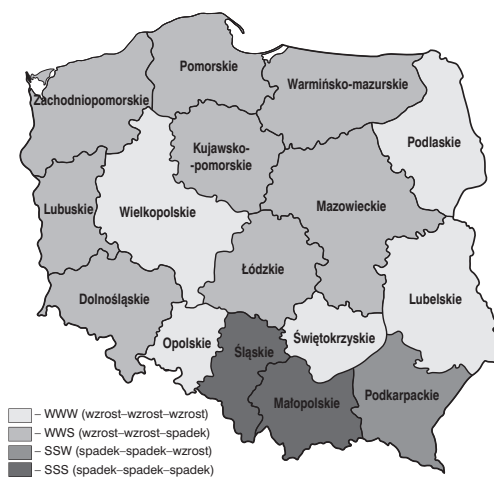 Pomorskie
Warmińsko-mazurskie
Zachodniopomorskie
Podlaskie
Kujawsko-
-pomorskie
Lubuskie
Wielkopolskie
Mazowieckie
Łódzkie
Dolnośląskie
Lubelskie
Opolskie
Świętokrzyskie
Śląskie
Podkarpackie
Małopolskie
– WWW (wzrost–wzrost–wzrost)
– WWS (wzrost–wzrost–spadek)
– SSW (spadek–spadek–wzrost)
– SSS (spadek–spadek–spadek)